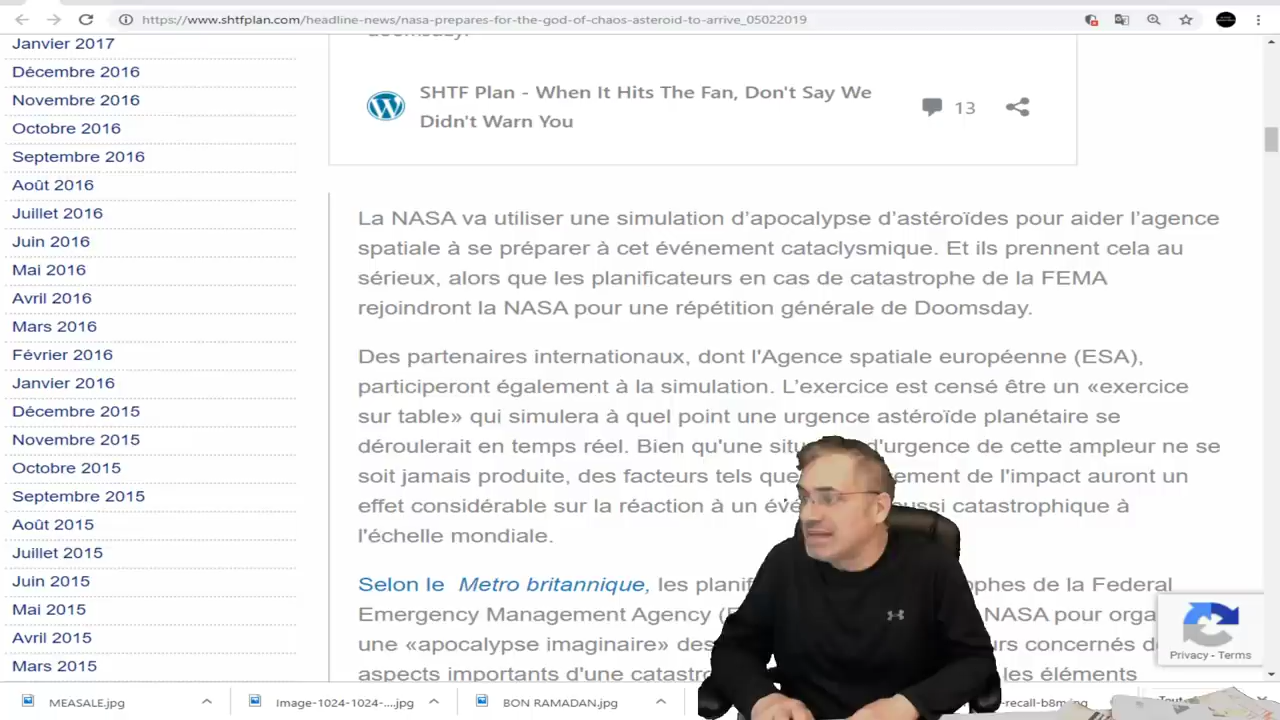 https://www.shtfplan.com/headline-news/nasa-prepares-for-the-god-of-chaos-asteroid-to-arrive_05022019
Janvier 2017
Décembre 2016
Novembre 2016
Octobre 2016
Septembre 2016
Août 2016
Juillet 2016
Juin 2016
Mai 2016
Avril 2016
Mars 2016
Février 2016
Janvier 2016
Décembre 2015
Novembre 2015
Octobre 2015
Septembre 2015
Août 2015
Juillet 2015
Juin 2015
Mai 2015
Avril 2015
Mars 2015
doomsday.
SHTF Plan - When It Hits The Fan, Don't Say We
Didn't Warn You
13
La NASA va utiliser une simulation d’apocalypse d’astéroïdes pour aider l’agence
spatiale à se préparer à cet événement cataclysmique. Et ils prennent cela au
sérieux, alors que les planificateurs en cas de catastrophe de la FEMA
rejoindront la NASA pour une répétition générale de Doomsday.
Des partenaires internationaux, dont l'Agence spatiale européenne (ESA),
participeront également à la simulation. L’exercice est censé être un «exercice
sur table» qui simulera à quel point une urgence astéroïde planétaire se
déroulerait en temps réel. Bien qu'une d'urgence de cette ampleur ne se
soit jamais produite, des facteurs tels que l'impact auront un
effet considérable sur la réaction à un aussi catastrophique à
l'échelle mondiale.
Selon le Metro britannique, les de la Federal
Emergency Management Agency NASA pour
une «apocalypse imaginaire» concernés
aspects importants d'une les éléments
Privacy - Terms
MEASALE.jpg
Image-1024-1024-....jpg
BON RAMADAN.jpg